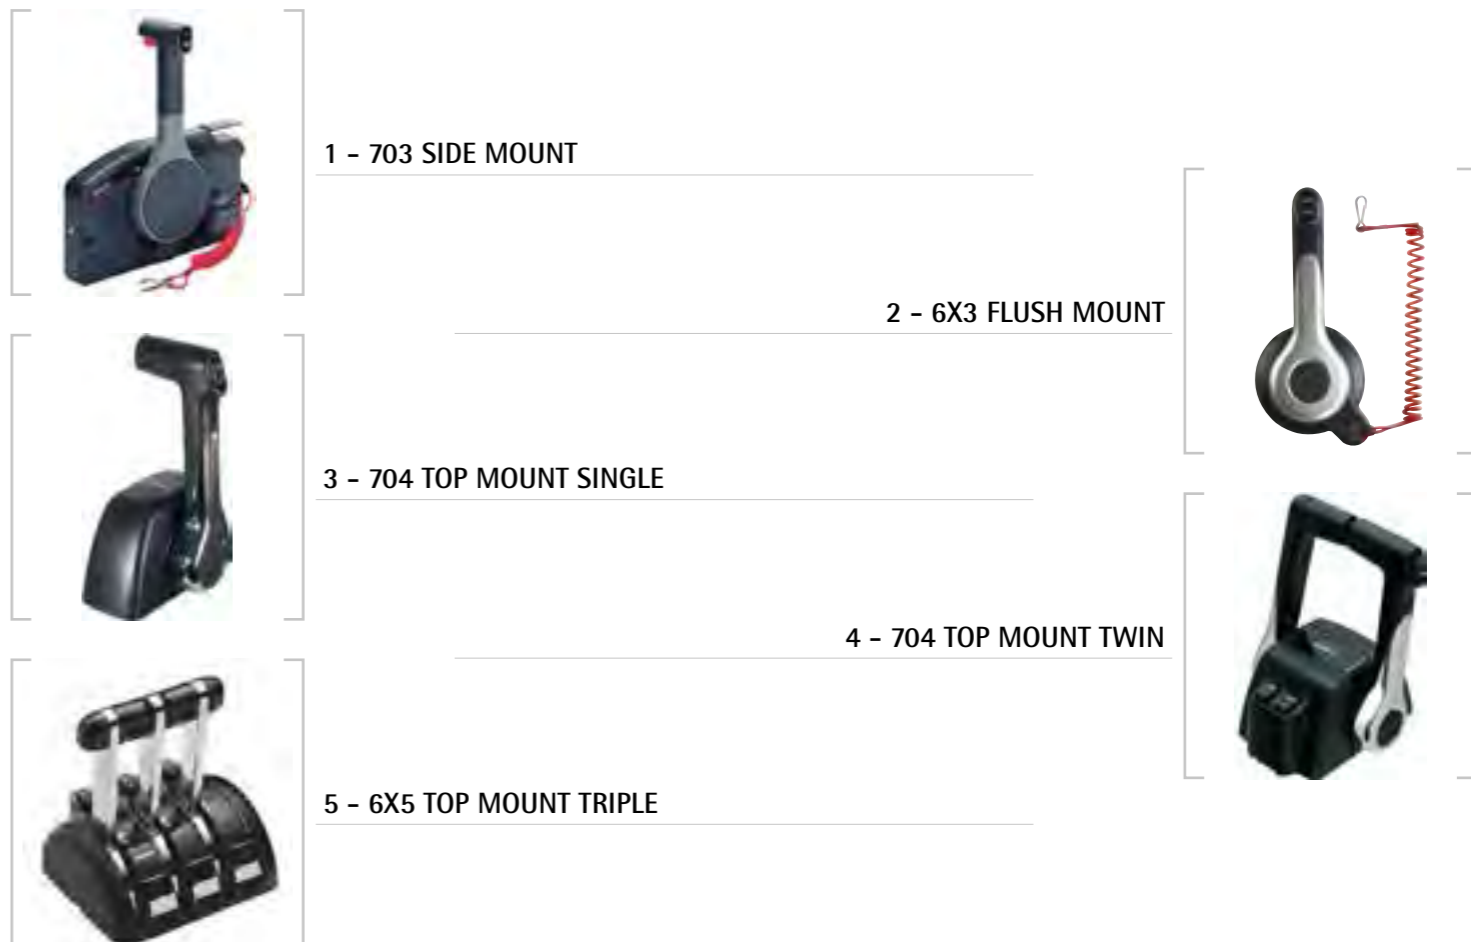 1 - 703 SIDE MOUNT
2 - 6X3 FLUSH MOUNT
3 - 704 TOP MOUNT SINGLE
4 - 704 TOP MOUNT TWIN
5 - 6X5 TOP MOUNT TRIPLE